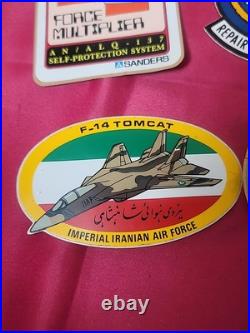 FORCE
MULTIPLIER
AN/ALQ-137
SELF-PROTECTION SYSTEM
SANDERS
REPAIR
F-14 TOMCAT
نیروی هوائی شاهنشاهی
IMPERIAL IRANIAN AIR FORCE